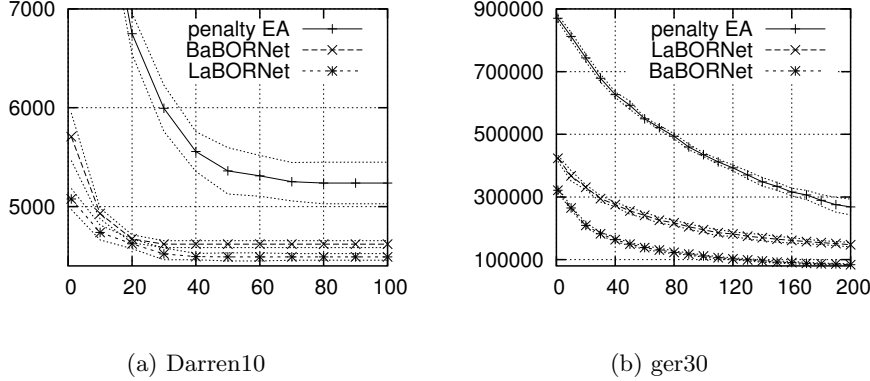 7000
6000
5000
penalty EA
BaBORNet
LaBORNet
0 20 40 60 80 100
(a) Darren10
900000
700000
500000
300000
100000
penalty EA
LaBORNet
BaBORNet
0 40 80 120 160 200
(b) ger30